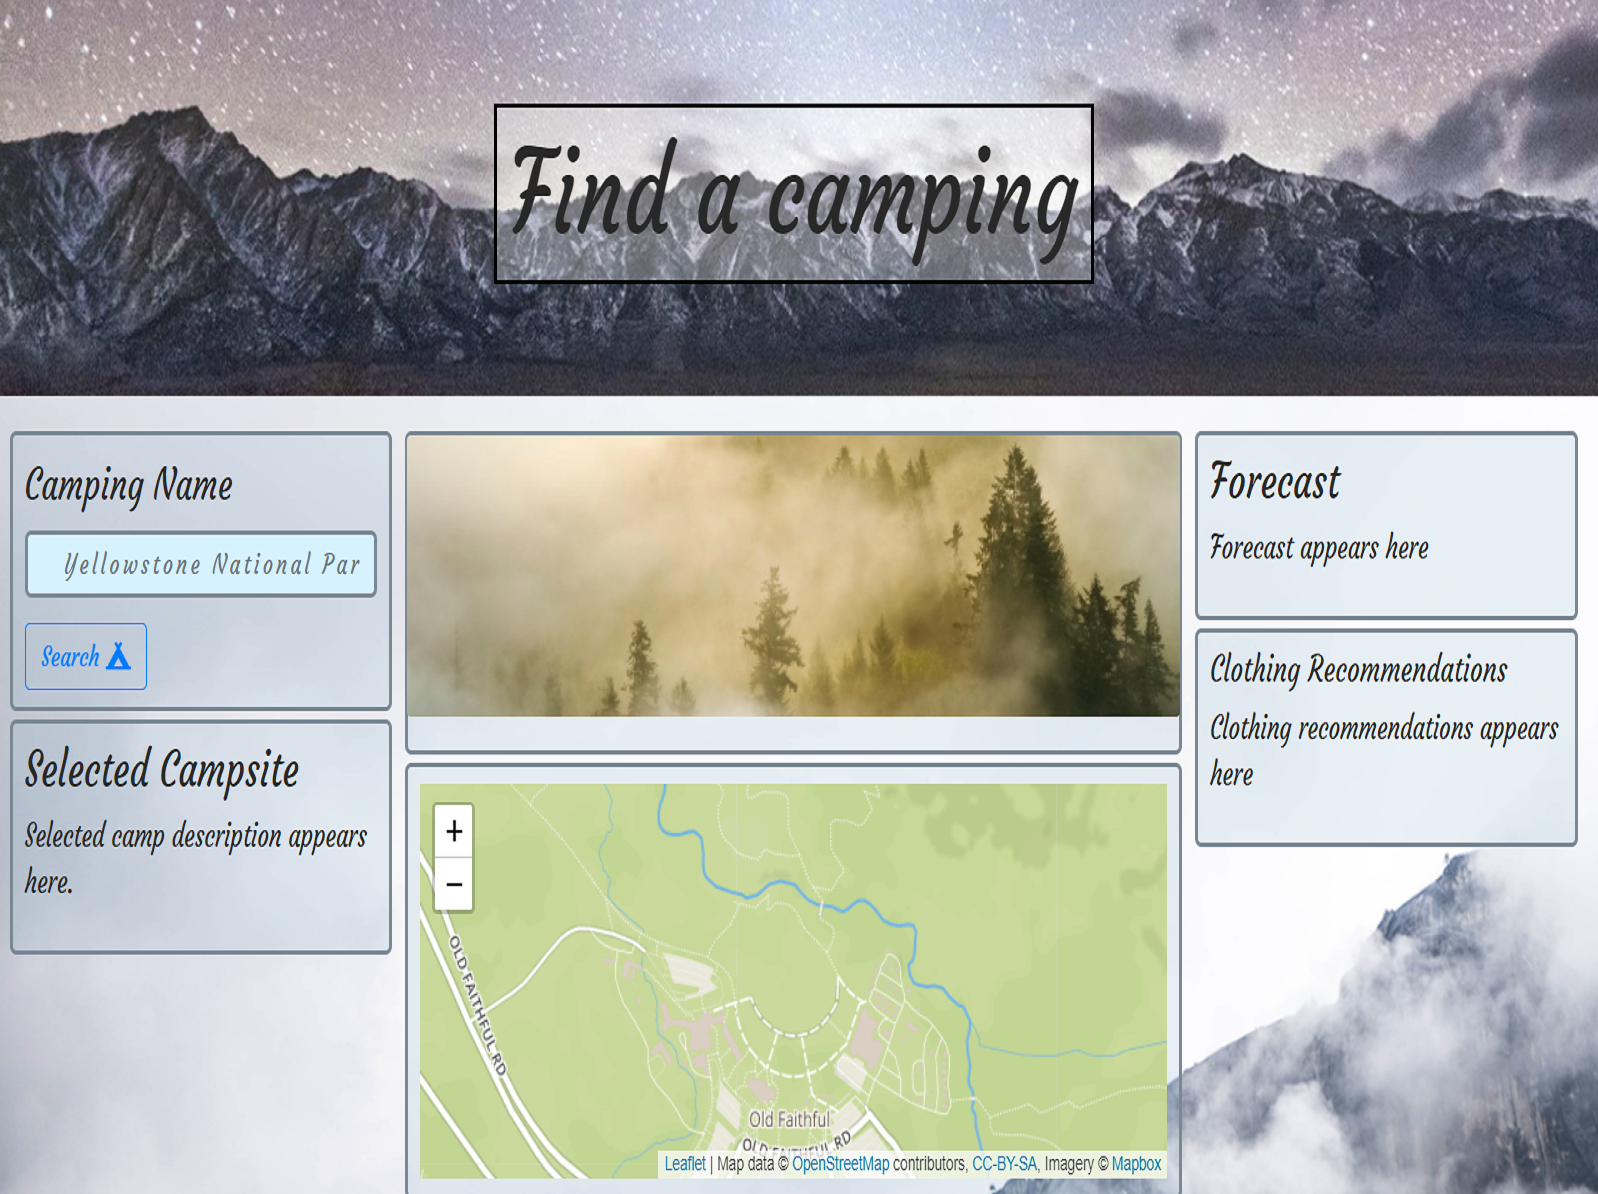 Find a camping
Camping Name
Yellowstone National Par
Search
Selected Campsite
Selected camp description appears
here.
+
−
OLD FAITHFUL RD
OLD FAITHFUL RD
Old Faithful
Leaflet | Map data © OpenStreetMap contributors, CC-BY-SA, Imagery © Mapbox
Forecast
Forecast appears here
Clothing Recommendations
Clothing recommendations appears
here